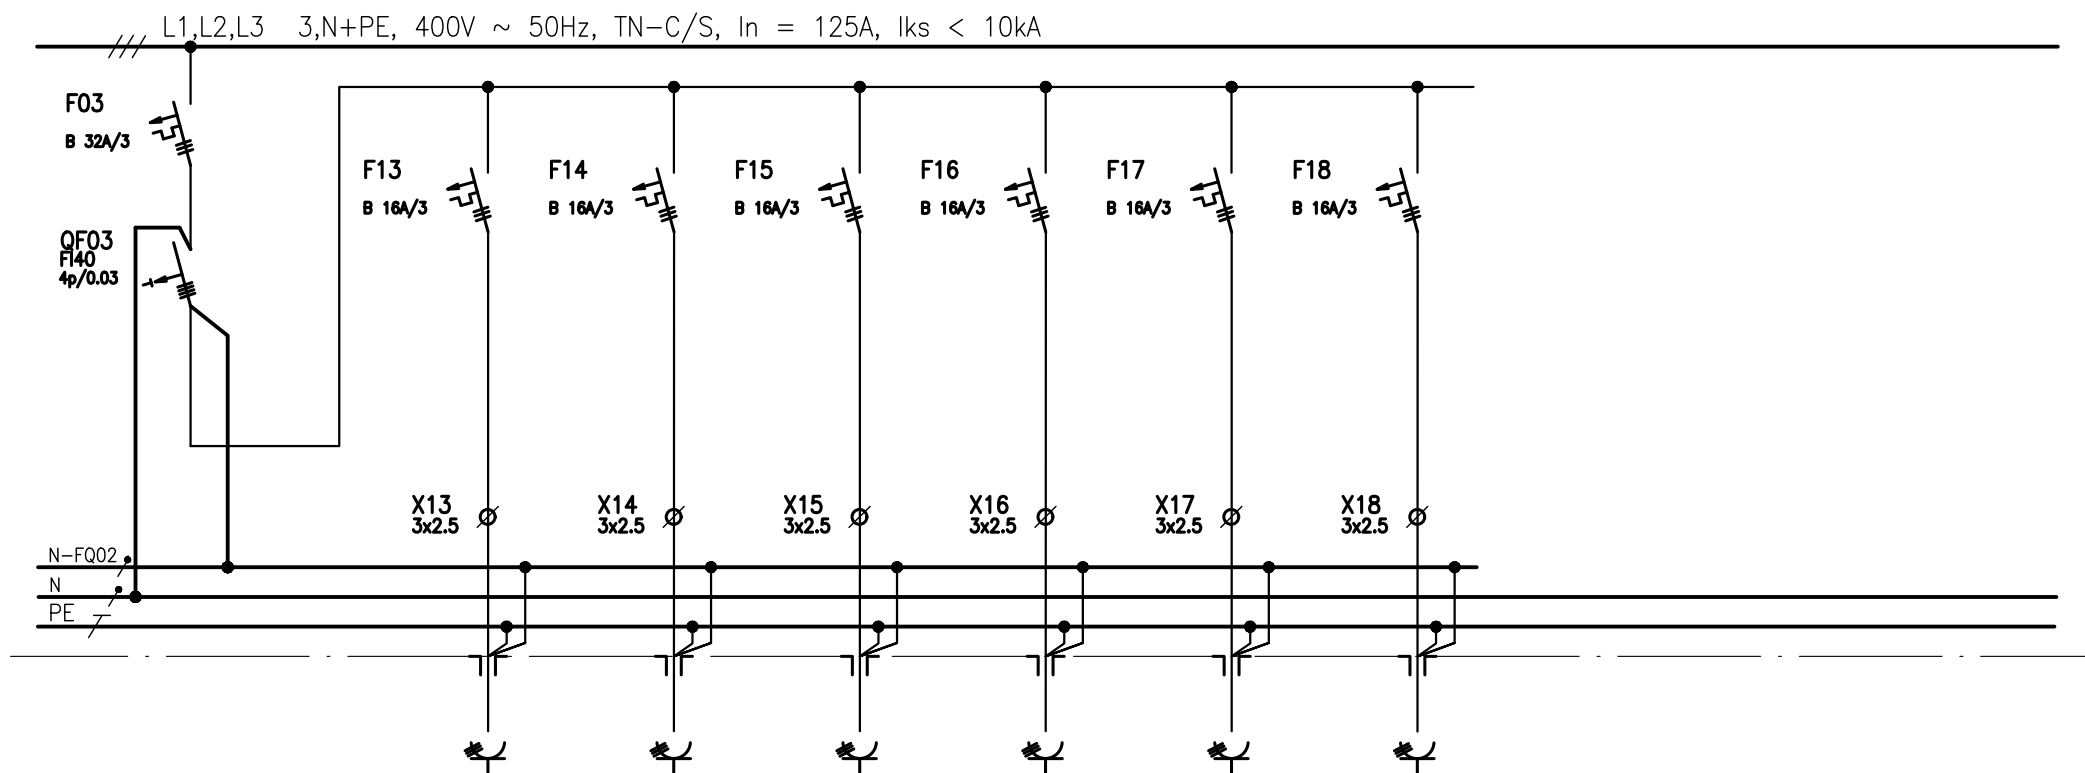 L1,L2,L3 3,N+PE, 400V ~ 50Hz, TN-C/S, In = 125A, Iks < 10kA
F03
B 32A/3
F13 F14 F15 F16 F17 F18
B 16A/3 B 16A/3 B 16A/3 B 16A/3 B 16A/3 B 16A/3
QF03
FI40
4p/0.03
X13 X14 X15 X16 X17 X18
3x2.5 3x2.5 3x2.5 3x2.5 3x2.5 3x2.5
N-FQ02
N
PE